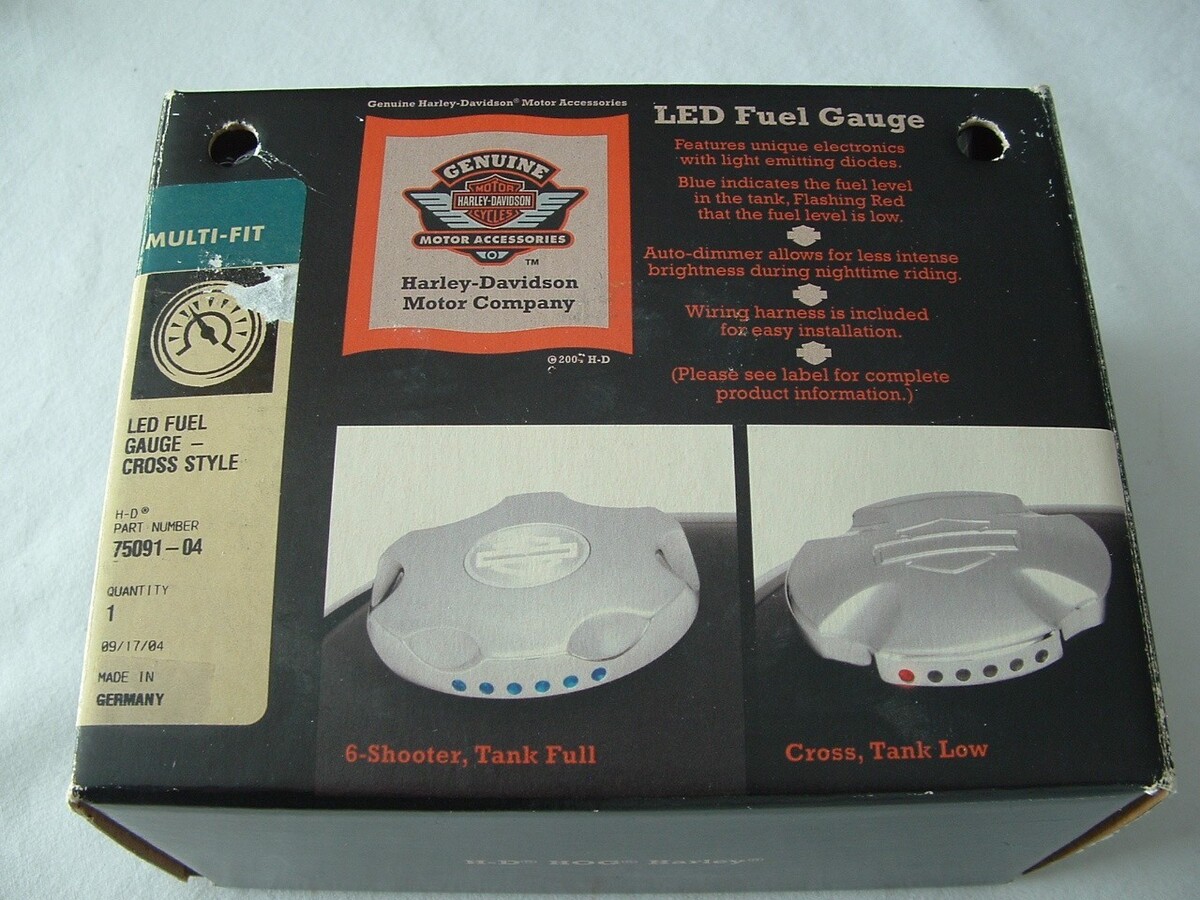 Genuine Harley-Davidson® Motor Accessories
GENUINE
MOTOR
HARLEY-DAVIDSON
CYCLES
MOTOR ACCESSORIES
TM
Harley-Davidson
Motor Company
H-D
LED Fuel Gauge
Features unique electronics
with light emitting diodes.
Blue indicates the fuel level
in the tank, Flashing Red
that the fuel level is low.
Auto-dimmer allows for less intense
brightness during nighttime riding.
Wiring harness is included
for easy installation.
(Please see label for complete
product information.)
MULTI-FIT
LED FUEL
GAUGE –
CROSS STYLE
H-D®
PART NUMBER
75091-04
QUANTITY
1
09/17/04
MADE IN
GERMANY
6-Shooter, Tank Full
Cross, Tank Low
H-D® HOG® Harley®